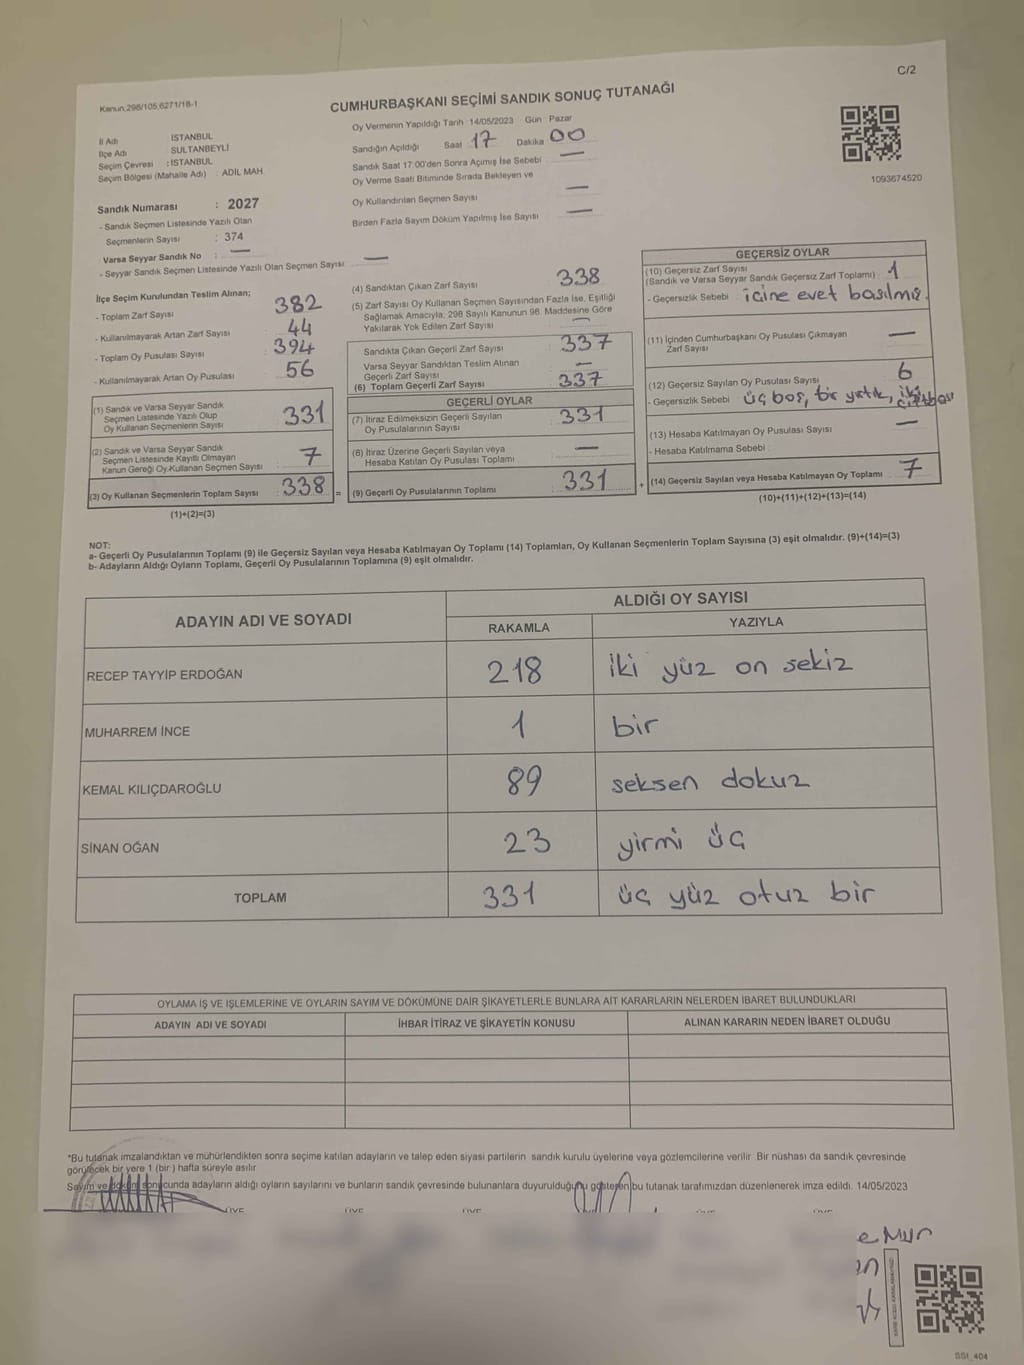 C/2
Kanun.298/105,6271/18-1
CUMHURBAŞKANI SEÇİMİ SANDIK SONUÇ TUTANAĞI
İl Adı İSTANBUL
İlçe Adı SULTANBEYLİ
Seçim Çevresi : İSTANBUL
Seçim Bölgesi (Mahalle Adı) : ADİL MAH.
Sandık Numarası : 2027
- Sandık Seçmen Listesinde Yazılı Olan
Seçmenlerin Sayısı : 374
Varsa Seyyar Sandık No : —
- Seyyar Sandık Seçmen Listesinde Yazılı Olan Seçmen Sayısı —
Oy Vermenin Yapıldığı Tarih 14/05/2023 Gün Pazar
Sandığın Açıldığı Saat 17 Dakika 00
Sandık Saat 17:00'den Sonra Açımış İse Sebebi —
Oy Verme Saati Bitiminde Sırada Bekleyen ve
Oy Kullandırılan Seçmen Sayısı —
Birden Fazla Sayım Döküm Yapılmış İse Sayısı —
1093674520
İlçe Seçim Kurulundan Teslim Alınan;
- Toplam Zarf Sayısı 382
- Kullanılmayarak Artan Zarf Sayısı 44
- Toplam Oy Pusulası Sayısı 394
- Kullanılmayarak Artan Oy Pusulası 56
(1) Sandık ve Varsa Seyyar Sandık
Seçmen Listesinde Yazılı Olup
Oy Kullanan Seçmenlerin Sayısı 331
(2) Sandık ve Varsa Seyyar Sandık
Seçmen Listesinde Kayıtlı Olmayan
Kanun Gereği Oy Kullanan Seçmen Sayısı 7
(3) Oy Kullanan Seçmenlerin Toplam Sayısı 338 =
(1)+(2)=(3)
(4) Sandıktan Çıkan Zarf Sayısı 338
(5) Zarf Sayısı Oy Kullanan Seçmen Sayısından Fazla İse, Eşitliği
Sağlamak Amacıyla, 298 Sayılı Kanunun 98. Maddesine Göre
Yakılarak Yok Edilen Zarf Sayısı —
Sandıkta Çıkan Geçerli Zarf Sayısı : 337
Varsa Seyyar Sandıktan Teslim Alınan
Geçerli Zarf Sayısı —
(6) Toplam Geçerli Zarf Sayısı : 337
GEÇERLİ OYLAR
(7) İtiraz Edilmeksizin Geçerli Sayılan
Oy Pusulalarının Sayısı : 331
(8) İtiraz Üzerine Geçerli Sayılan veya
Hesaba Katılan Oy Pusulası Toplamı : —
(9) Geçerli Oy Pusulalarının Toplamı : 331 +
GEÇERSİZ OYLAR
(10) Geçersiz Zarf Sayısı
(Sandık ve Varsa Seyyar Sandık Geçersiz Zarf Toplamı) : 1
- Geçersizlik Sebebi : içine evet basılmış.
(11) İçinden Cumhurbaşkanı Oy Pusulası Çıkmayan
Zarf Sayısı —
(12) Geçersiz Sayılan Oy Pusulası Sayısı 6
- Geçersizlik Sebebi : üç boş, bir yırtık, iki
(13) Hesaba Katılmayan Oy Pusulası Sayısı —
- Hesaba Katılmama Sebebi :
(14) Geçersiz Sayılan veya Hesaba Katılmayan Oy Toplamı : 7
(10)+(11)+(12)+(13)=(14)
NOT:
a- Geçerli Oy Pusulalarının Toplamı (9) ile Geçersiz Sayılan veya Hesaba Katılmayan Oy Toplamı (14) Toplamları, Oy Kullanan Seçmenlerin Toplam Sayısına (3) eşit olmalıdır. (9)+(14)=(3)
b- Adayların Aldığı Oyların Toplamı, Geçerli Oy Pusulalarının Toplamına (9) eşit olmalıdır.
ADAYIN ADI VE SOYADI ALDIĞI OY SAYISI
RAKAMLA YAZIYLA
RECEP TAYYİP ERDOĞAN 218 iki yüz on sekiz
MUHARREM İNCE 1 bir
KEMAL KILIÇDAROĞLU 89 seksen dokuz
SİNAN OĞAN 23 yirmi üç
TOPLAM 331 üç yüz otuz bir
OYLAMA İŞ VE İŞLEMLERİNE VE OYLARIN SAYIM VE DÖKÜMÜNE DAİR ŞİKAYETLERLE BUNLARA AİT KARARLARIN NELERDEN İBARET BULUNDUKLARI
ADAYIN ADI VE SOYADI İHBAR İTİRAZ VE ŞİKAYETİN KONUSU ALINAN KARARIN NEDEN İBARET OLDUĞU
*Bu tutanak imzalandıktan ve mühürlendikten sonra seçime katılan adayların ve talep eden siyasi partilerin sandık kurulu üyelerine veya gözlemcilerine verilir. Bir nüshası da sandık çevresinde
görülecek bir yere 1 (bir ) hafta süreyle asılır
Sayım ve döküm sonucunda adayların aldığı oyların sayılarını ve bunların sandık çevresinde bulunanlara duyurulduğunu gösteren bu tutanak tarafımızdan düzenlenerek imza edildi. 14/05/2023